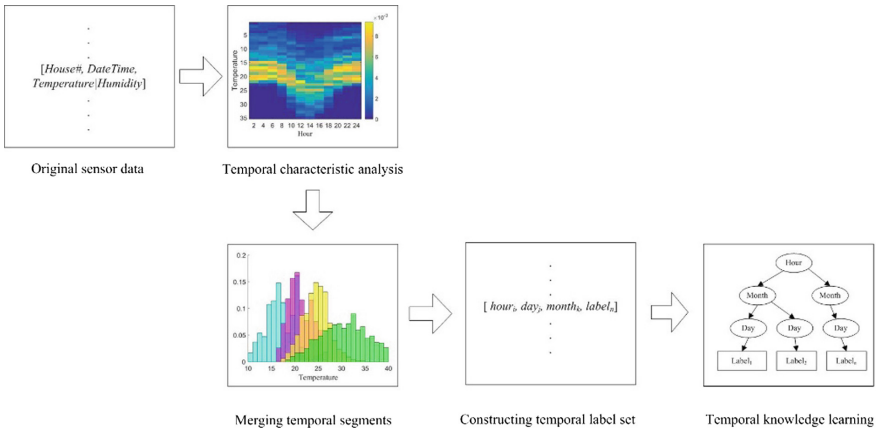 [House#, DateTime,
Temperature|Humidity]
Original sensor data
×10⁻³
8
6
4
2
0
5
10
15
20
25
30
35
Temperature
2 4 6 8 10 12 14 16 18 20 22 24
Hour
Temporal characteristic analysis
0.2
0.15
0.1
0.05
0
10 15 20 25 30 35 40
Temperature
Merging temporal segments
[ hourᵢ, dayⱼ, monthₖ, labelₙ]
Constructing temporal label set
Hour
Month Month
Day Day Day
Label₁ Label₂ Labelₙ
Temporal knowledge learning